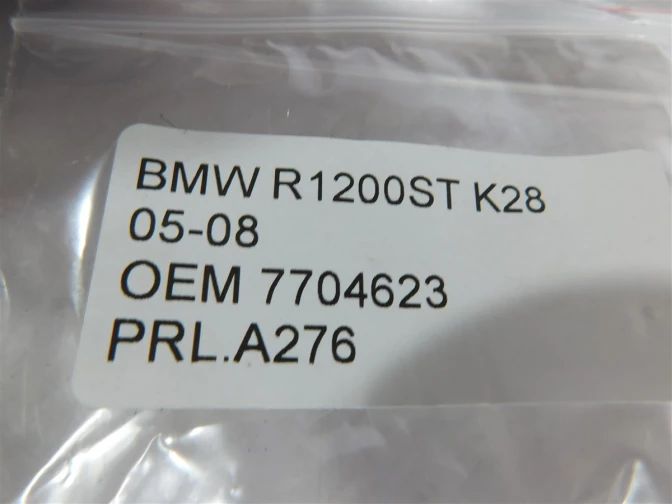 BMW R1200ST K28
05-08
OEM 7704623
PRL.A276